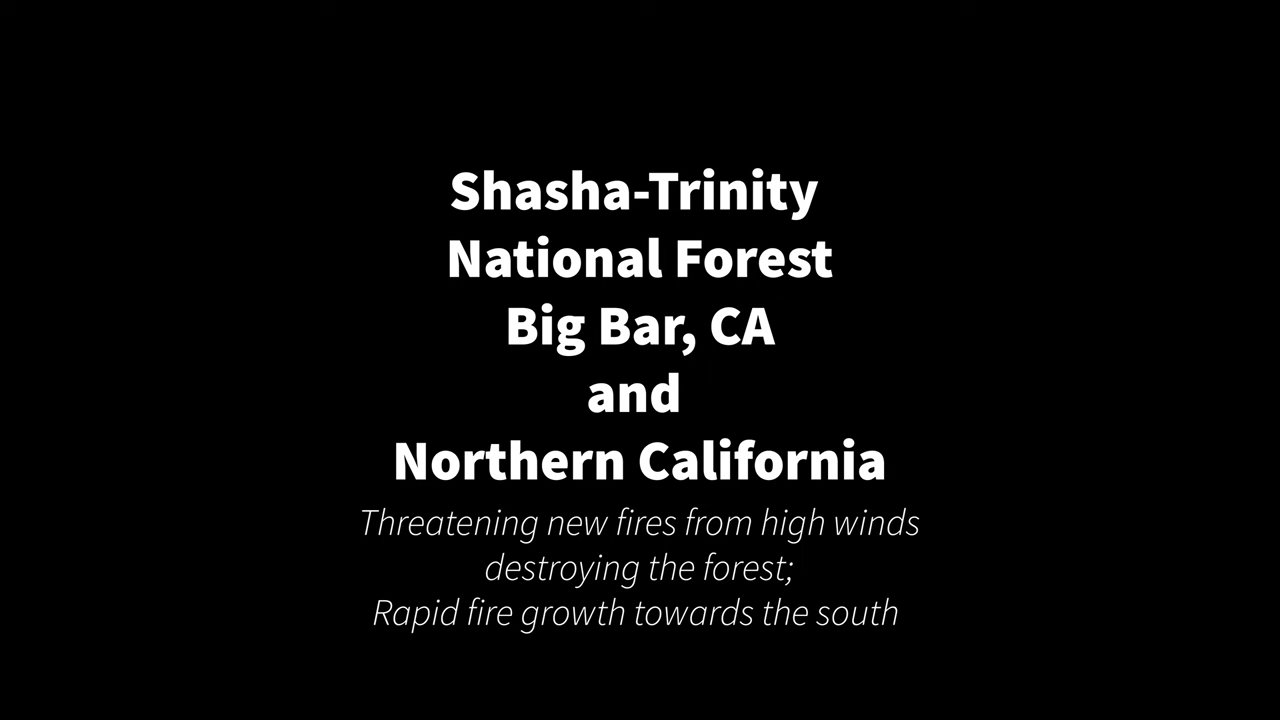 Shasha-Trinity
National Forest
Big Bar, CA
and
Northern California
Threatening new fires from high winds
destroying the forest;
Rapid fire growth towards the south